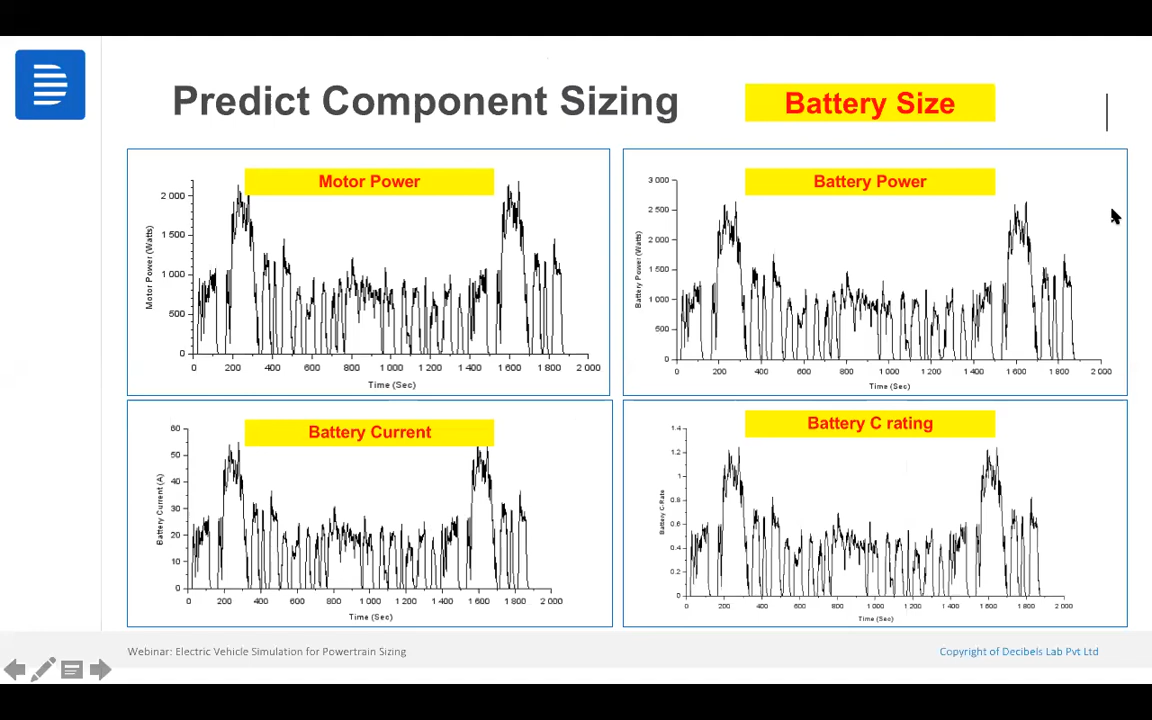 Predict Component Sizing
Battery Size
Motor Power
2 000
1 500
1 000
500
0
Motor Power (Watts)
0 200 400 600 800 1 000 1 200 1 400 1 600 1 800 2 000
Time (Sec)
Battery Power
3 000
2 500
2 000
1 500
1 000
500
0
Battery Power (Watts)
0 200 400 600 800 1 000 1 200 1 400 1 600 1 800 2 000
Time (Sec)
Battery Current
60
50
40
30
20
10
0
Battery Current (A)
0 200 400 600 800 1 000 1 200 1 400 1 600 1 800 2 000
Time (Sec)
Battery C rating
1.4
1.2
1
0.8
0.6
0.4
0.2
0
Battery C-Rate
0 200 400 600 800 1 000 1 200 1 400 1 600 1 800 2 000
Time (Sec)
Webinar: Electric Vehicle Simulation for Powertrain Sizing
Copyright of Decibels Lab Pvt Ltd